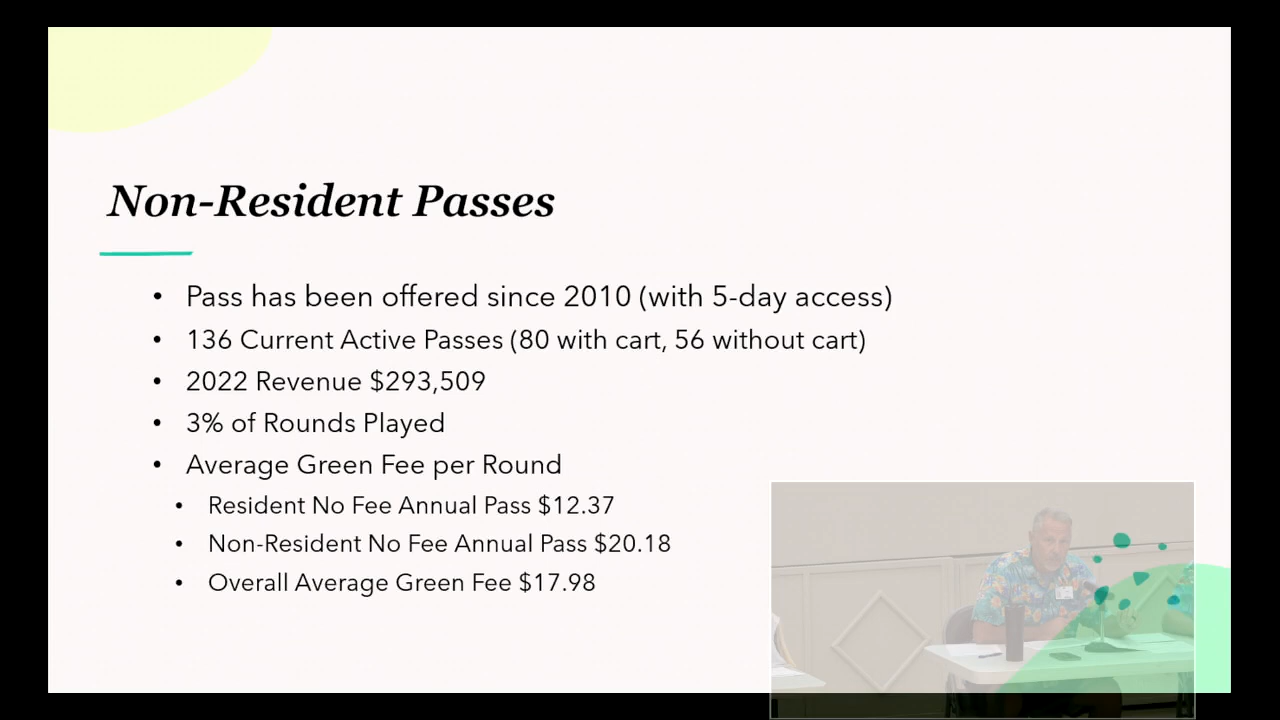 Non-Resident Passes
• Pass has been offered since 2010 (with 5-day access)
• 136 Current Active Passes (80 with cart, 56 without cart)
• 2022 Revenue $293,509
• 3% of Rounds Played
• Average Green Fee per Round
• Resident No Fee Annual Pass $12.37
• Non-Resident No Fee Annual Pass $20.18
• Overall Average Green Fee $17.98